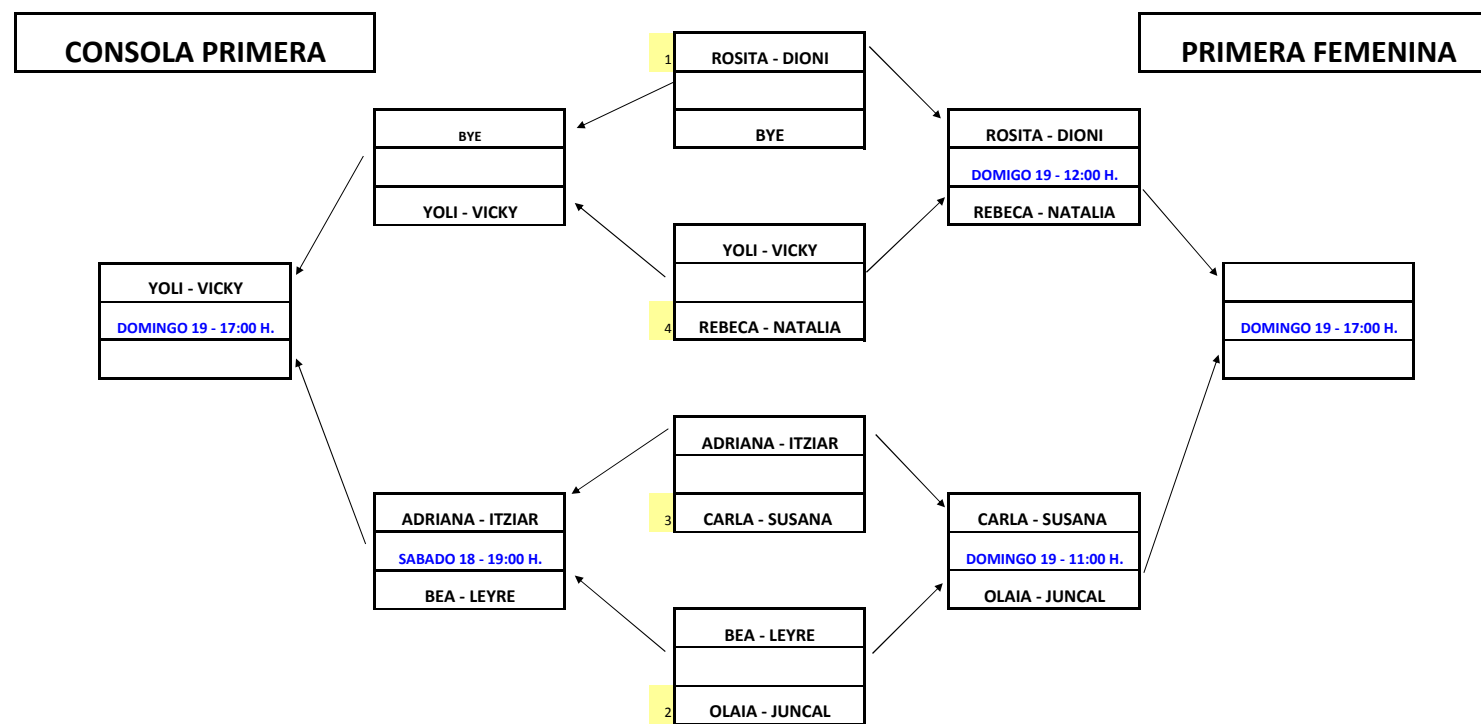 CONSOLA PRIMERA
PRIMERA FEMENINA
1 ROSITA - DIONI
BYE
BYE
YOLI - VICKY
ROSITA - DIONI
DOMIGO 19 - 12:00 H.
REBECA - NATALIA
YOLI - VICKY
4 REBECA - NATALIA
YOLI - VICKY
DOMINGO 19 - 17:00 H.
DOMINGO 19 - 17:00 H.
ADRIANA - ITZIAR
3 CARLA - SUSANA
ADRIANA - ITZIAR
SABADO 18 - 19:00 H.
BEA - LEYRE
CARLA - SUSANA
DOMINGO 19 - 11:00 H.
OLAIA - JUNCAL
BEA - LEYRE
2 OLAIA - JUNCAL